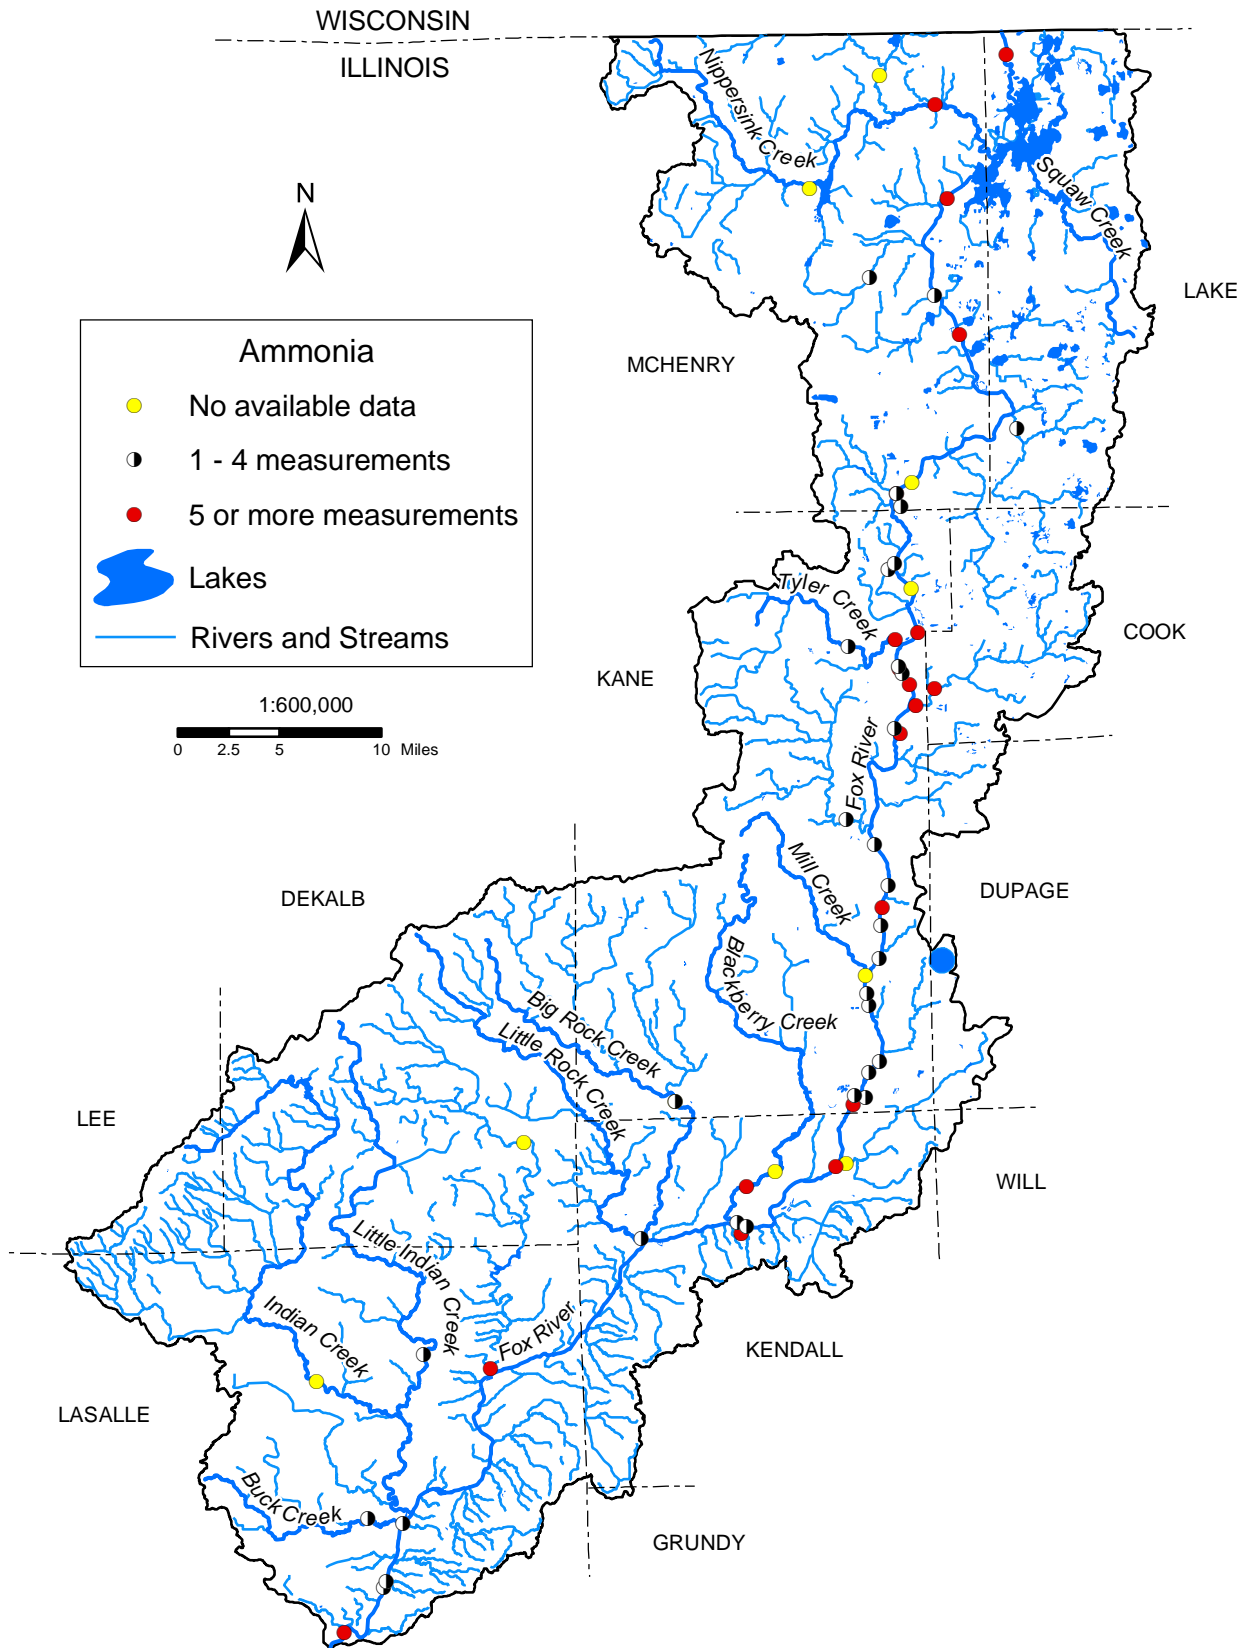 WISCONSIN
ILLINOIS
Nippersink Creek
Squaw Creek
N
LAKE
MCHENRY
Ammonia
No available data
1 - 4 measurements
5 or more measurements
Lakes
Rivers and Streams
Tyler Creek
COOK
KANE
1:600,000
0 2.5 5 10 Miles
Fox River
Mill Creek
DEKALB
DUPAGE
Blackberry Creek
Big Rock Creek
Little Rock Creek
LEE
WILL
Little Indian Creek
Indian Creek
Fox River
KENDALL
LASALLE
Buck Creek
GRUNDY